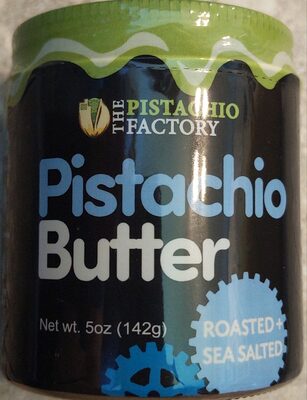 THE PISTACHIO
FACTORY
Pistachio
Butter
Net wt. 5oz (142g)
ROASTED +
SEA SALTED